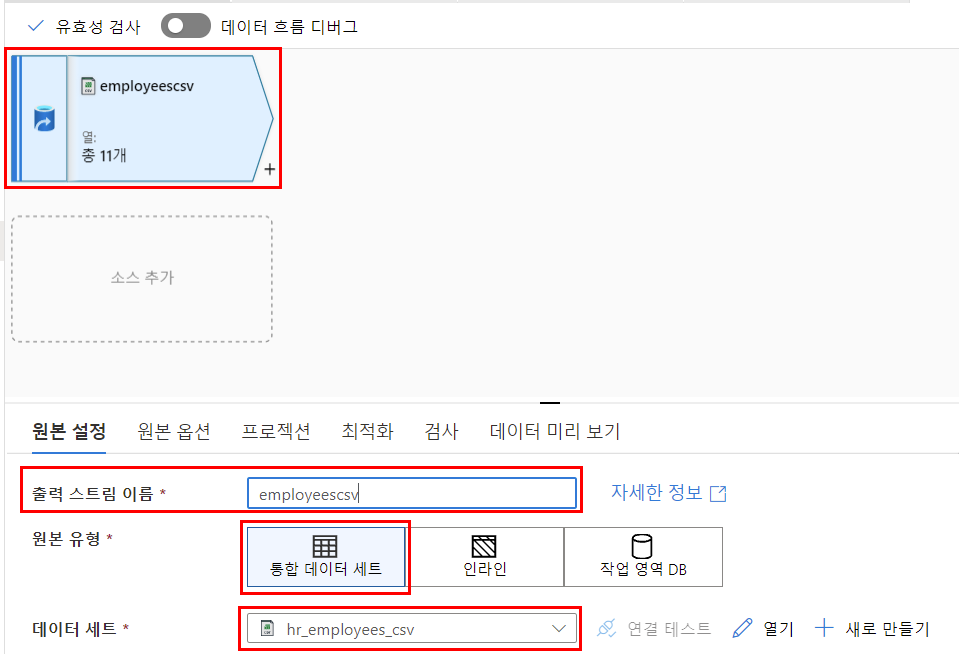 유효성 검사 데이터 흐름 디버그
employeescsv
열:
총 11개
+
소스 추가
원본 설정 원본 옵션 프로젝션 최적화 검사 데이터 미리 보기
출력 스트림 이름 * employeescsv 자세한 정보
원본 유형 * 통합 데이터 세트 인라인 작업 영역 DB
데이터 세트 * hr_employees_csv 연결 테스트 열기 새로 만들기